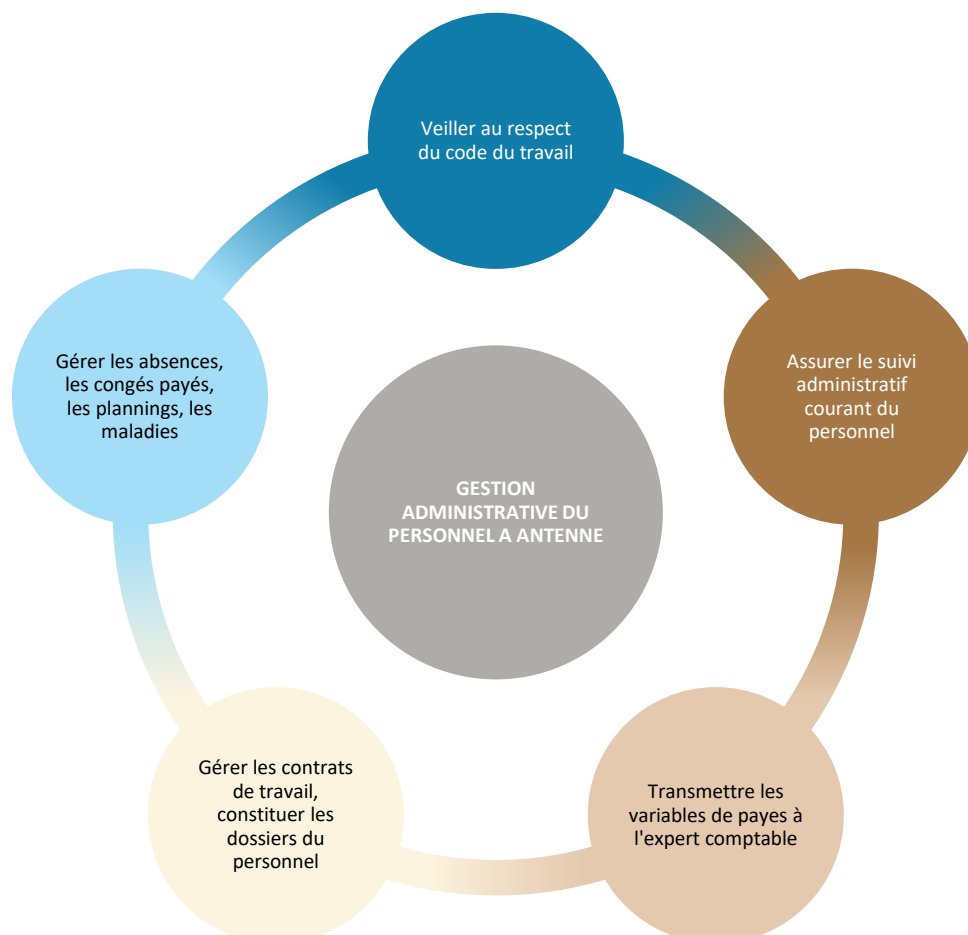 Veiller au respect
du code du travail
Assurer le suivi
administratif
courant du
personnel
Transmettre les
variables de payes à
l'expert comptable
Gérer les contrats
de travail,
constituer les
dossiers du
personnel
Gérer les absences,
les congés payés,
les plannings, les
maladies
GESTION
ADMINISTRATIVE DU
PERSONNEL A ANTENNE